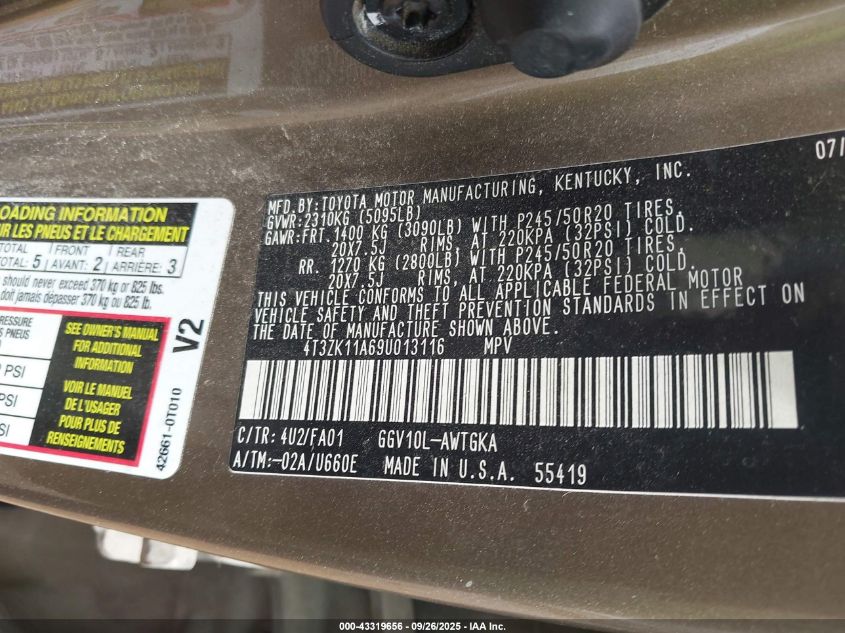 07/
MFD.BY:TOYOTA MOTOR MANUFACTURING, KENTUCKY, INC.
GVWR:2310KG (5095LB)
GAWR:FRT.1400 KG (3090LB) WITH P245/50R20 TIRES,
20X7.5J RIMS, AT 220KPA (32PSI) COLD.
RR. 1270 KG (2800LB) WITH P245/50R20 TIRES,
20X7.5J RIMS, AT 220KPA (32PSI) COLD.
THIS VEHICLE CONFORMS TO ALL APPLICABLE FEDERAL MOTOR
VEHICLE SAFETY AND THEFT PREVENTION STANDARDS IN EFFECT ON
THE DATE OF MANUFACTURE SHOWN ABOVE.
4T3ZK11A69U013116 MPV
C/TR: 4U2/FA01 GGV10L-AWTGKA
A/TM:-02A/U660E MADE IN U.S.A. 55419
OADING INFORMATION
UR LES PNEUS ET LE CHARGEMENT
TOTAL
TOTAL: 5
FRONT
AVANT: 2
REAR
ARRIÈRE: 3
should never exceed 370 kg or 825 lbs.
doit jamais dépasser 370 kg ou 825 lb.
PRESSURE
S PNEUS
PSI
PSI
SEE OWNER'S MANUAL
FOR ADDITIONAL
INFORMATION
VOIR LE MANUEL
DE L'USAGER
POUR PLUS DE
RENSEIGNEMENTS
V2
42661-0T010
000-43319656 - 09/26/2025 - IAA Inc.